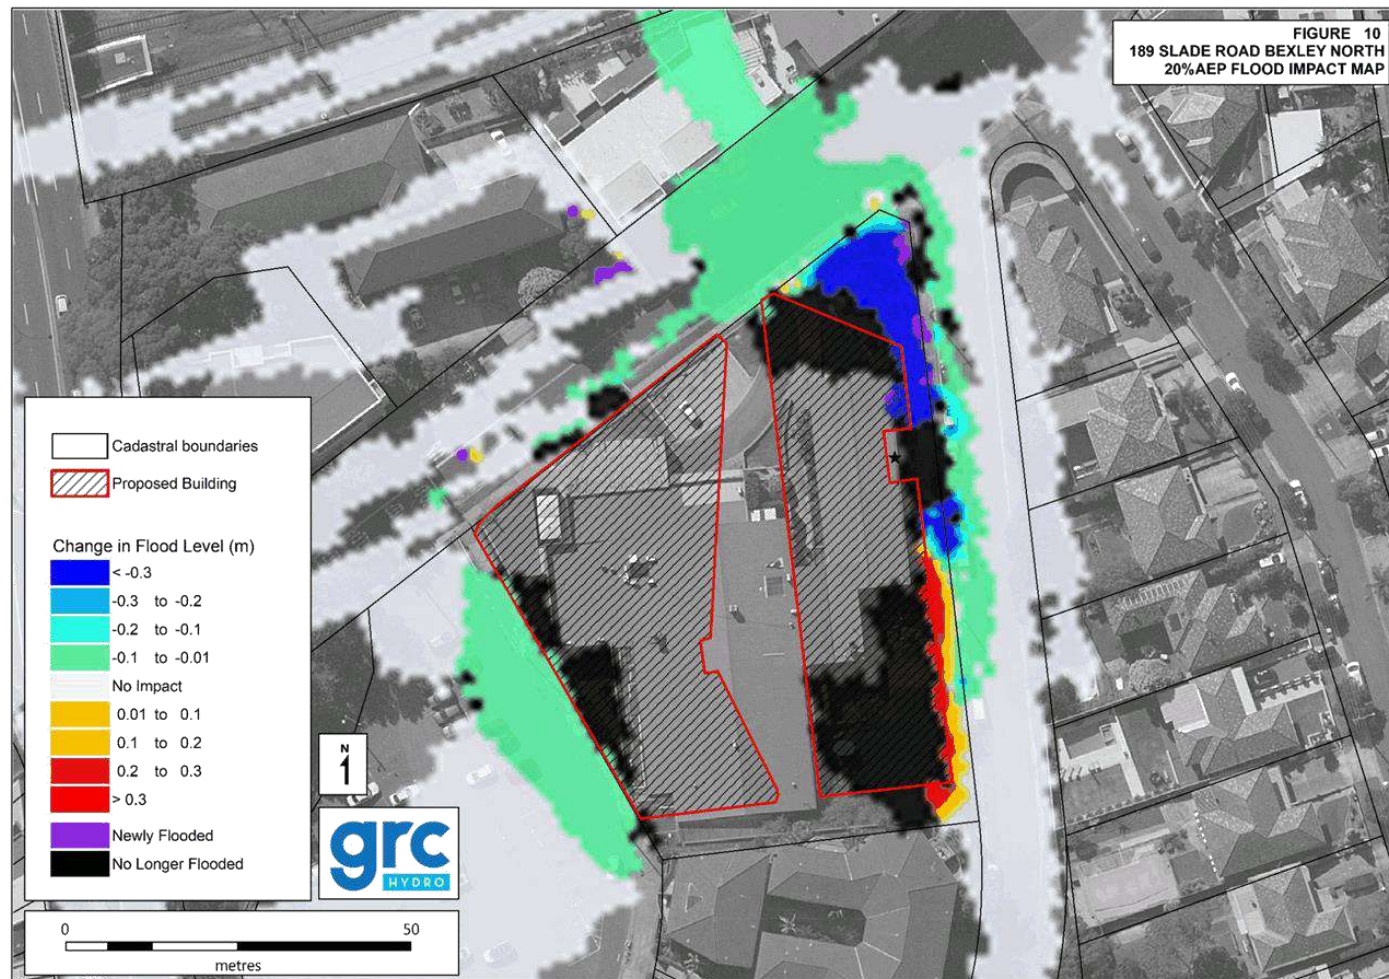 FIGURE 10
189 SLADE ROAD BEXLEY NORTH
20%AEP FLOOD IMPACT MAP
Cadastral boundaries
Proposed Building
Change in Flood Level (m)
< -0.3
-0.3 to -0.2
-0.2 to -0.1
-0.1 to -0.01
No Impact
0.01 to 0.1
0.1 to 0.2
0.2 to 0.3
> 0.3
Newly Flooded
No Longer Flooded
N
grc
HYDRO
0 50
metres